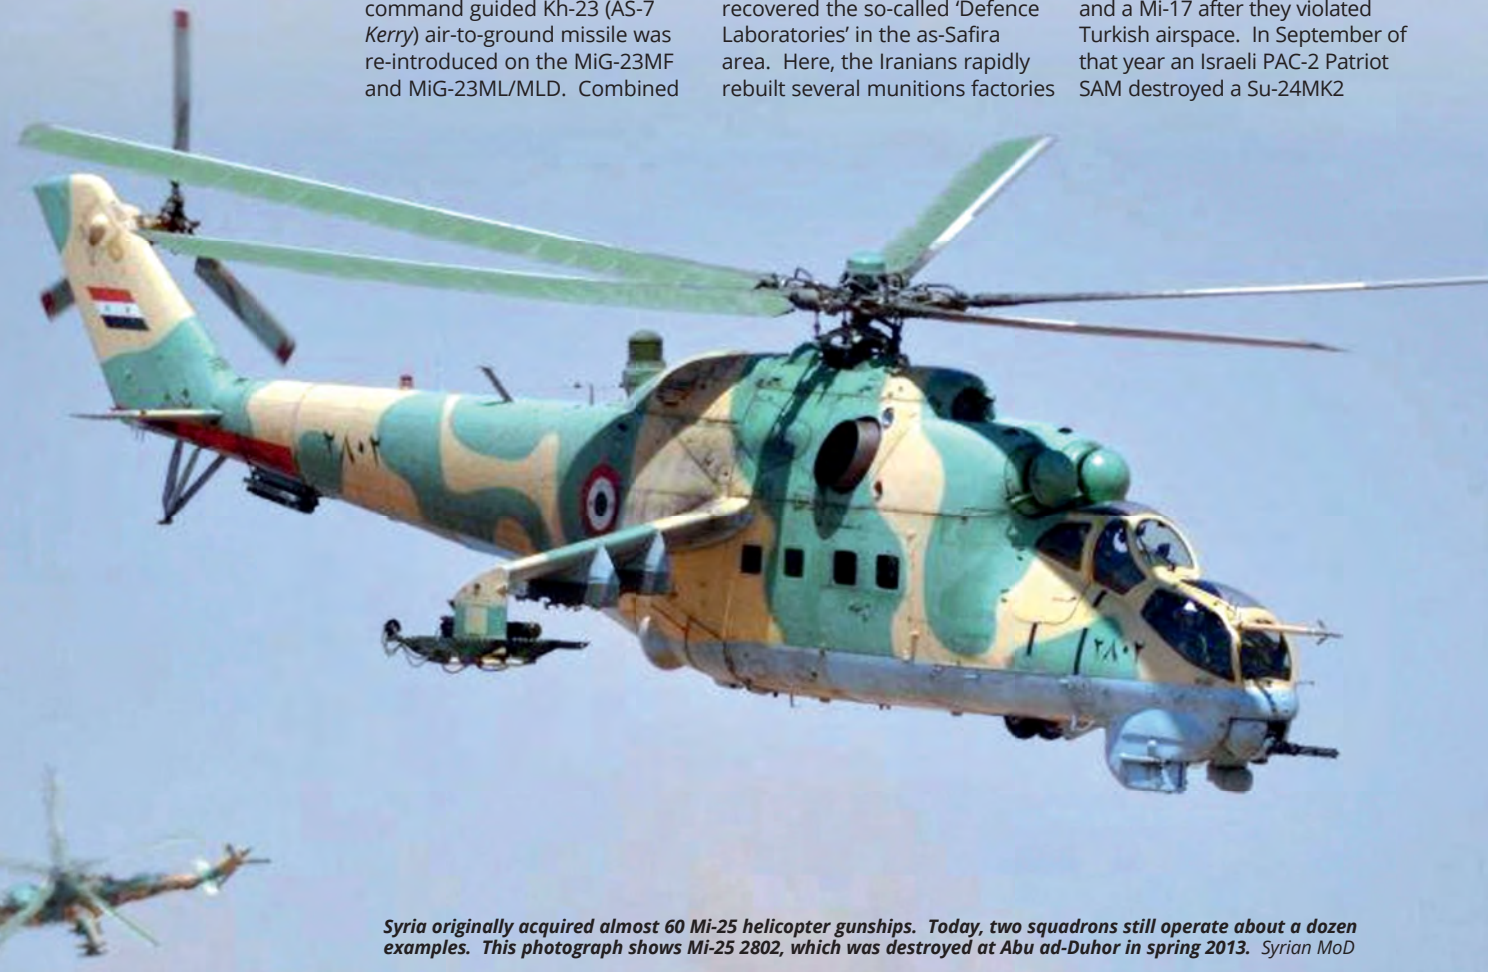 command guided Kh-23 (AS-7
Kerry) air-to-ground missile was
re-introduced on the MiG-23MF
and MiG-23ML/MLD. Combined
recovered the so-called ‘Defence
Laboratories’ in the as-Safira
area. Here, the Iranians rapidly
rebuilt several munitions factories
and a Mi-17 after they violated
Turkish airspace. In September of
that year an Israeli PAC-2 Patriot
SAM destroyed a Su-24MK2
٢٨٠٢
٢٨٠٢
Syria originally acquired almost 60 Mi-25 helicopter gunships. Today, two squadrons still operate about a dozen
examples. This photograph shows Mi-25 2802, which was destroyed at Abu ad-Duhor in spring 2013. Syrian MoD